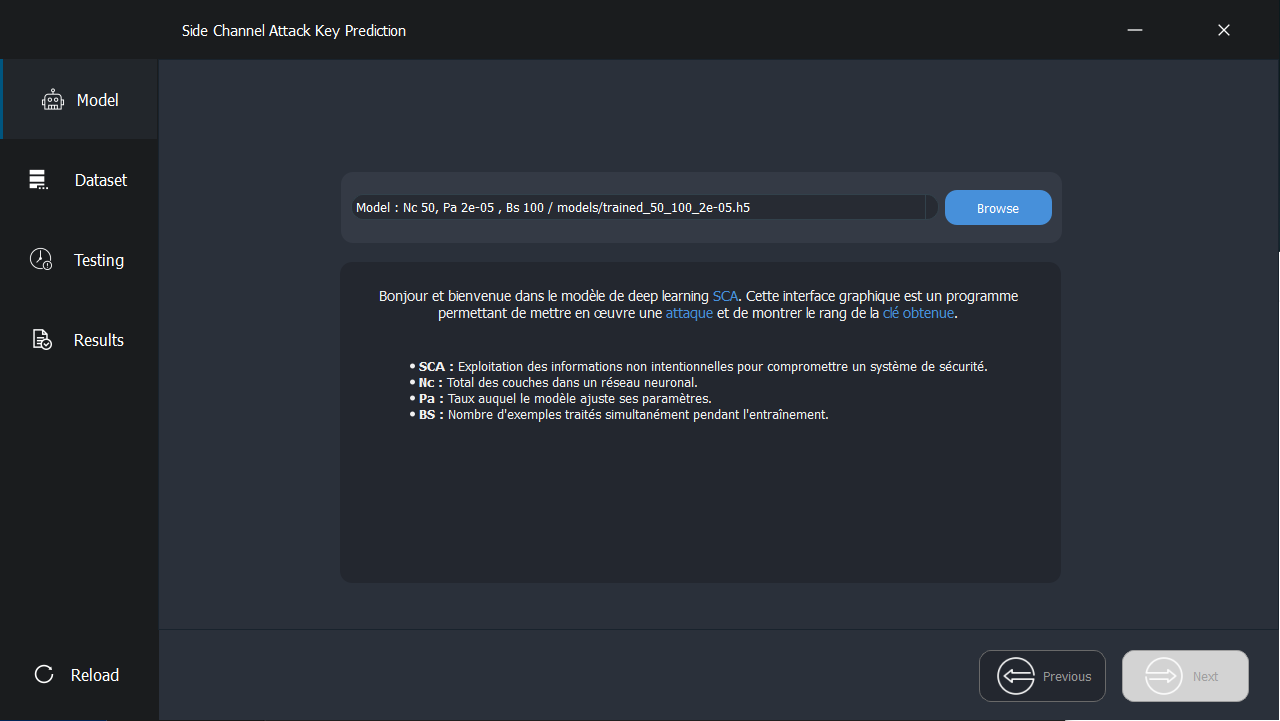 Side Channel Attack Key Prediction
Model
Dataset
Testing
Results
Reload
Model : Nc 50, Pa 2e-05 , Bs 100 / models/trained_50_100_2e-05.h5
Browse
Bonjour et bienvenue dans le modèle de deep learning SCA. Cette interface graphique est un programme
permettant de mettre en œuvre une attaque et de montrer le rang de la clé obtenue.
• SCA : Exploitation des informations non intentionnelles pour compromettre un système de sécurité.
• Nc : Total des couches dans un réseau neuronal.
• Pa : Taux auquel le modèle ajuste ses paramètres.
• BS : Nombre d'exemples traités simultanément pendant l'entraînement.
Previous
Next